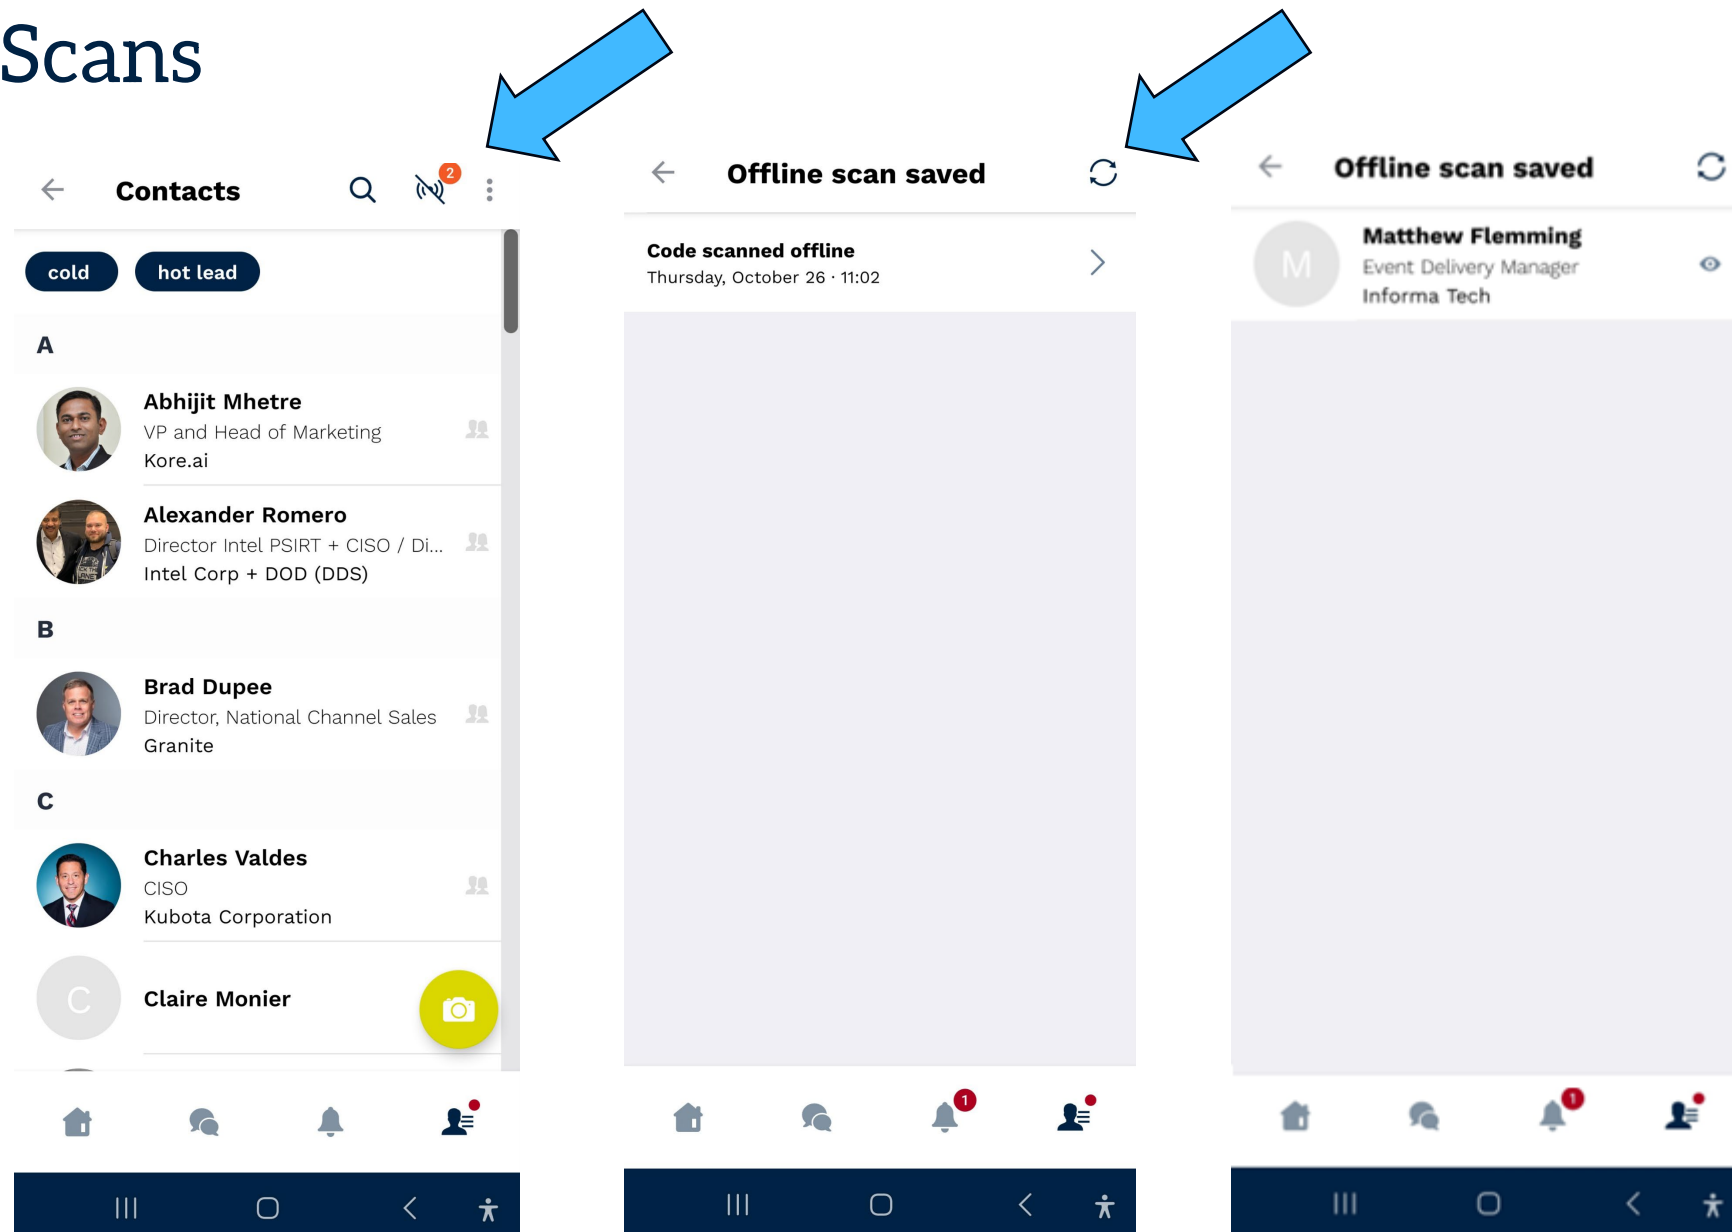 Scans
Contacts
2
cold
hot lead
A
Abhijit Mhetre
VP and Head of Marketing
Kore.ai
Alexander Romero
Director Intel PSIRT + CISO / Di...
Intel Corp + DOD (DDS)
B
Brad Dupee
Director, National Channel Sales
Granite
C
Charles Valdes
CISO
Kubota Corporation
C
Claire Monier
Offline scan saved
Code scanned offline
Thursday, October 26 · 11:02
1
Offline scan saved
M
Matthew Flemming
Event Delivery Manager
Informa Tech
1